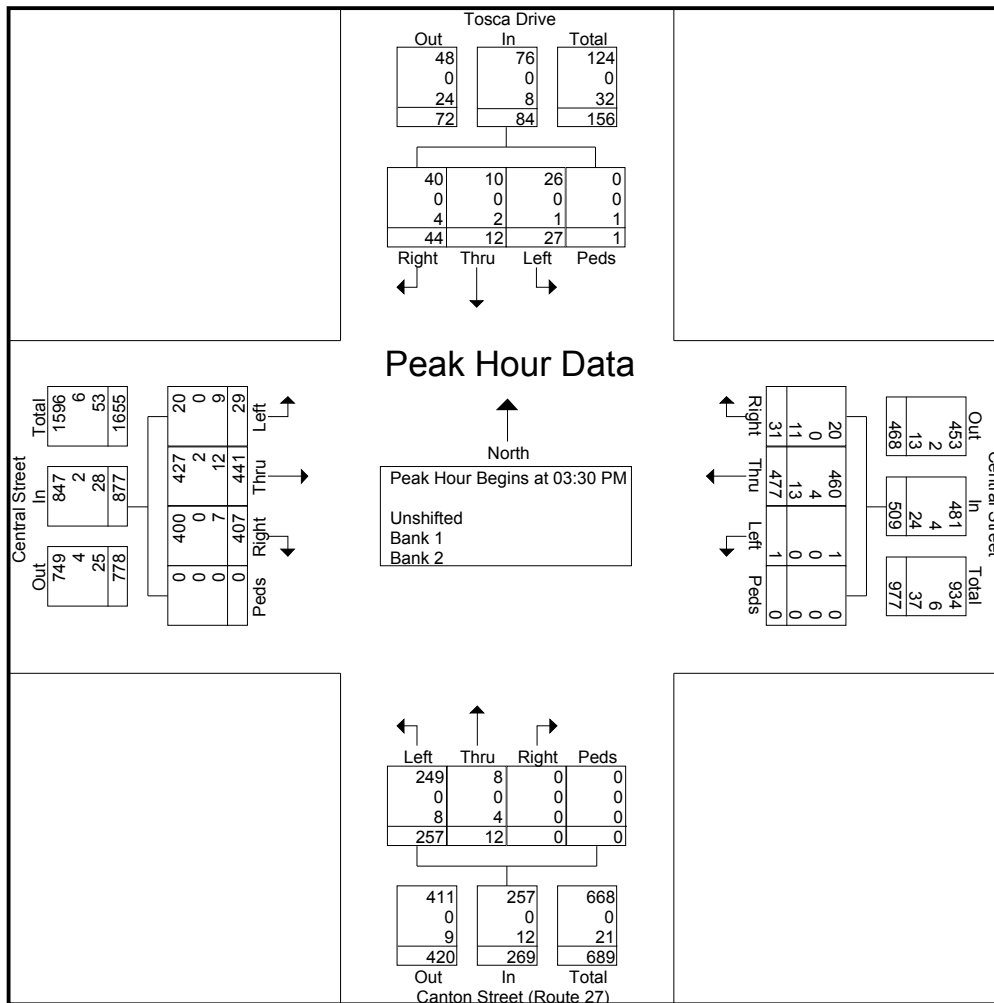 Tosca Drive
Out In Total
48 76 124
0 0 0
24 8 32
72 84 156
40 10 26 0
0 0 0 0
4 2 1 1
44 12 27 1
Right Thru Left Peds
Peak Hour Data
North
Peak Hour Begins at 03:30 PM
Unshifted
Bank 1
Bank 2
Central Street
Total In Out
1596 847 749
6 2 4
53 28 25
1655 877 778
20 427 400 0
0 2 0 0
9 12 7 0
29 441 407 0
Left Thru Right Peds
Central Street
Out In Total
453 481 934
2 4 6
13 24 37
468 509 977
20 460 1 0
0 4 0 0
11 13 0 0
31 477 1 0
Right Thru Left Peds
Left Thru Right Peds
249 8 0 0
0 0 0 0
8 4 0 0
257 12 0 0
411 257 668
0 0 0
9 12 21
420 269 689
Out In Total
Canton Street (Route 27)